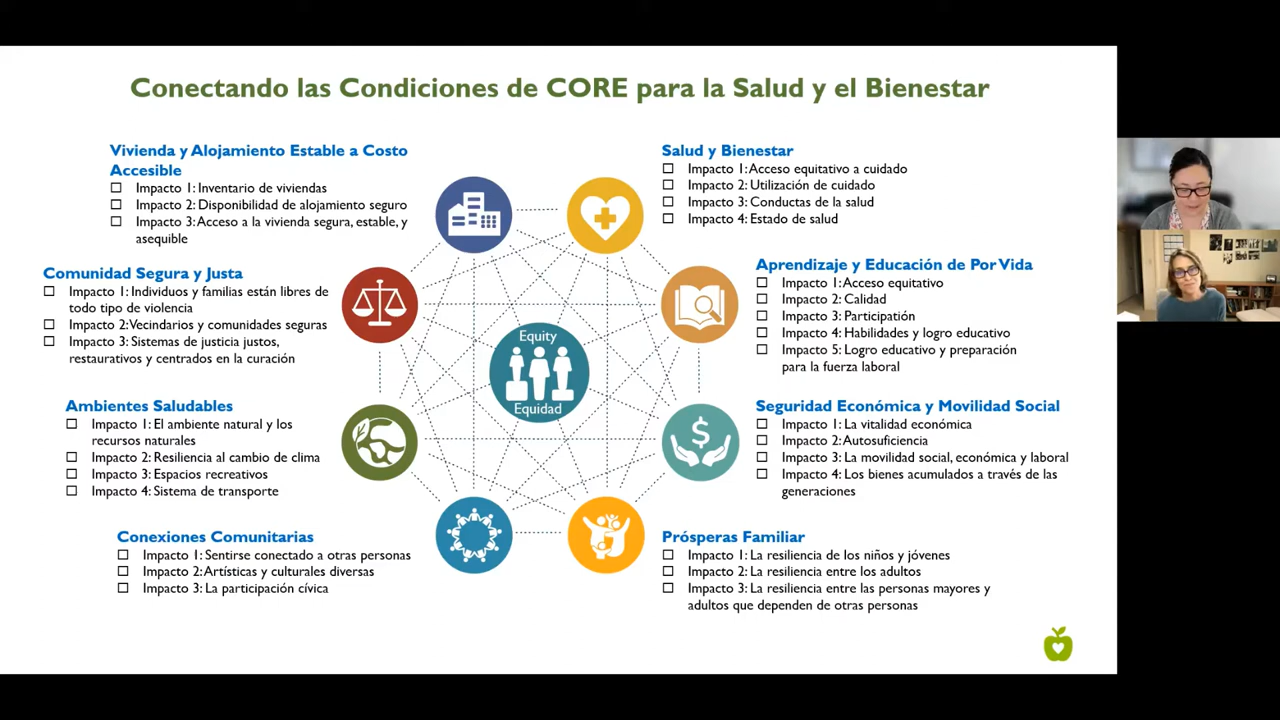 Conectando las Condiciones de CORE para la Salud y el Bienestar
Vivienda y Alojamiento Estable a Costo
Accesible
☐ Impacto 1: Inventario de viviendas
☐ Impacto 2: Disponibilidad de alojamiento seguro
☐ Impacto 3: Acceso a la vivienda segura, estable, y
asequible
Comunidad Segura y Justa
☐ Impacto 1: Individuos y familias están libres de
todo tipo de violencia
☐ Impacto 2: Vecindarios y comunidades seguras
☐ Impacto 3: Sistemas de justicia justos,
restaurativos y centrados en la curación
Ambientes Saludables
☐ Impacto 1: El ambiente natural y los
recursos naturales
☐ Impacto 2: Resiliencia al cambio de clima
☐ Impacto 3: Espacios recreativos
☐ Impacto 4: Sistema de transporte
Conexiones Comunitarias
☐ Impacto 1: Sentirse conectado a otras personas
☐ Impacto 2: Artísticas y culturales diversas
☐ Impacto 3: La participación cívica
Equity
Equidad
$
Salud y Bienestar
☐ Impacto 1: Acceso equitativo a cuidado
☐ Impacto 2: Utilización de cuidado
☐ Impacto 3: Conductas de la salud
☐ Impacto 4: Estado de salud
Aprendizaje y Educación de Por Vida
☐ Impacto 1: Acceso equitativo
☐ Impacto 2: Calidad
☐ Impacto 3: Participatión
☐ Impacto 4: Habilidades y logro educativo
☐ Impacto 5: Logro educativo y preparación
para la fuerza laboral
Seguridad Económica y Movilidad Social
☐ Impacto 1: La vitalidad económica
☐ Impacto 2: Autosuficiencia
☐ Impacto 3: La movilidad social, económica y laboral
☐ Impacto 4: Los bienes acumulados a través de las
generaciones
Prósperas Familiar
☐ Impacto 1: La resiliencia de los niños y jóvenes
☐ Impacto 2: La resiliencia entre los adultos
☐ Impacto 3: La resiliencia entre las personas mayores y
adultos que dependen de otras personas